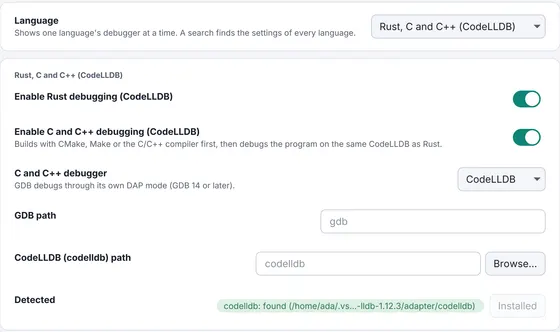 Language
Shows one language's debugger at a time. A search finds the settings of every language.
Rust, C and C++ (CodeLLDB)
Rust, C and C++ (CodeLLDB)
Enable Rust debugging (CodeLLDB)
Enable C and C++ debugging (CodeLLDB)
Builds with CMake, Make or the C/C++ compiler first, then debugs the program on the same CodeLLDB as Rust.
C and C++ debugger
GDB debugs through its own DAP mode (GDB 14 or later).
CodeLLDB
GDB path
gdb
CodeLLDB (codelldb) path
codelldb
Browse...
Detected
codelldb: found (/home/ada/.vs...-lldb-1.12.3/adapter/codelldb)
Installed